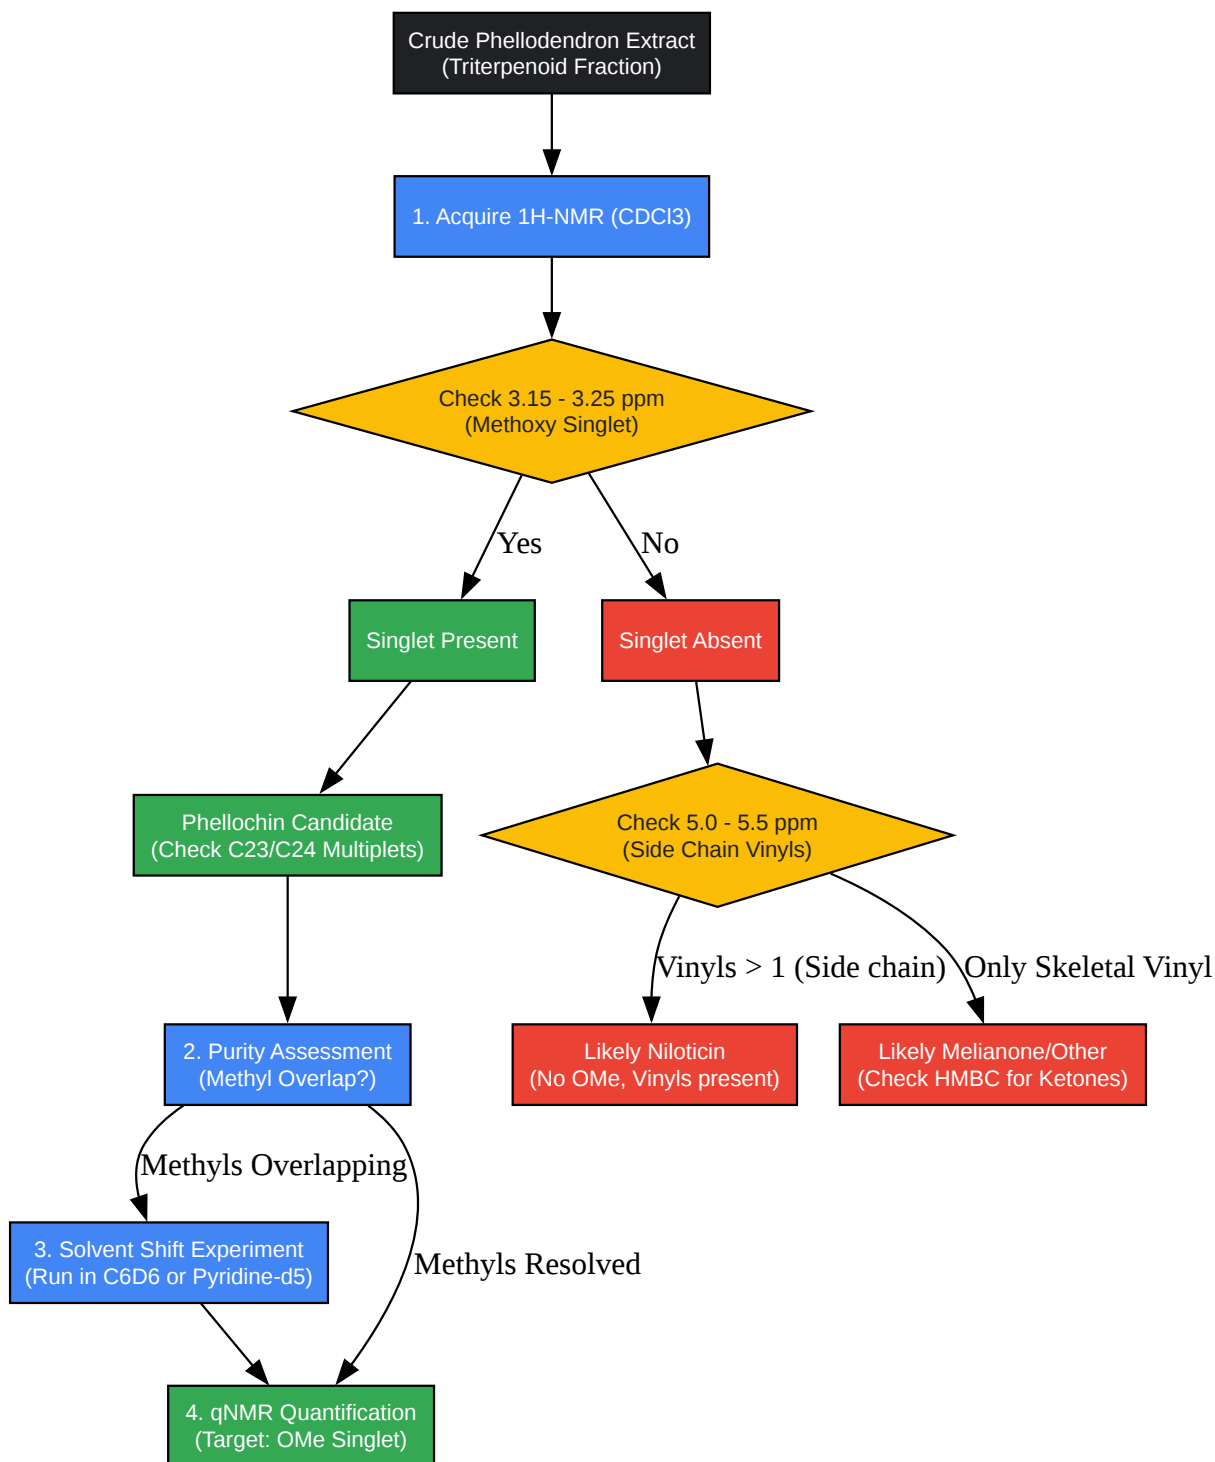 Crude Phellodendron Extract
(Triterpenoid Fraction)
1. Acquire 1H-NMR (CDCl3)
Check 3.15 - 3.25 ppm
(Methoxy Singlet)
Yes
No
Singlet Present
Singlet Absent
Phellochin Candidate
(Check C23/C24 Multiplets)
Check 5.0 - 5.5 ppm
(Side Chain Vinyls)
Vinyls > 1 (Side chain)
Only Skeletal Vinyl
2. Purity Assessment
(Methyl Overlap?)
Likely Niloticin
(No OMe, Vinyls present)
Likely Melianone/Other
(Check HMBC for Ketones)
Methyls Overlapping
3. Solvent Shift Experiment
(Run in C6D6 or Pyridine-d5)
Methyls Resolved
4. qNMR Quantification
(Target: OMe Singlet)